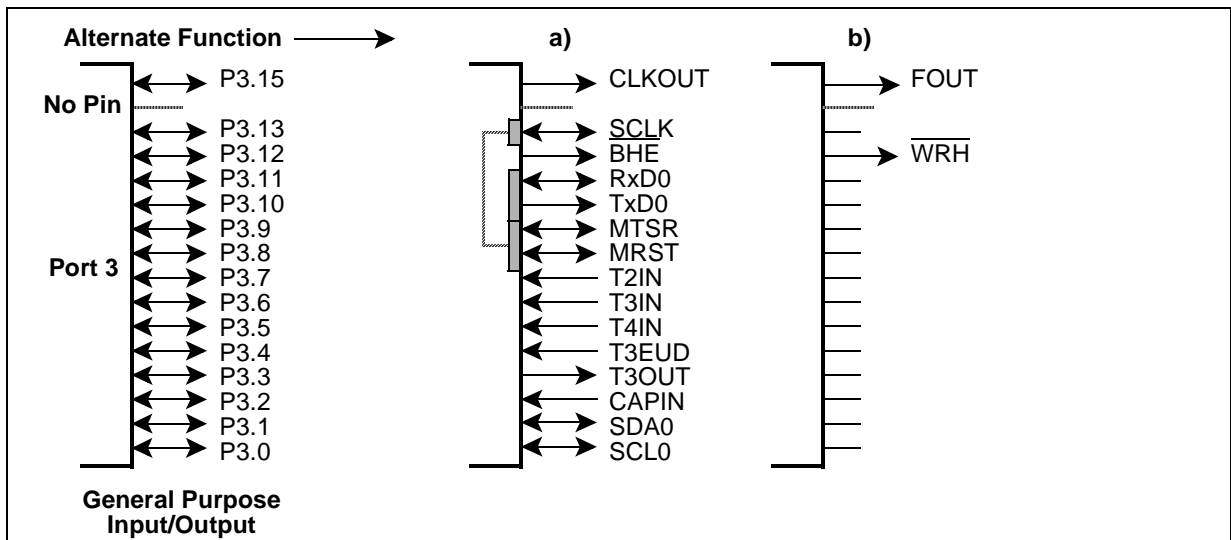 Alternate Function a) b)
P3.15 CLKOUT FOUT
No Pin
P3.13 SCLK
P3.12 BHE WRH
P3.11 RxD0
P3.10 TxD0
P3.9 MTSR
P3.8 MRST
Port 3
P3.7 T2IN
P3.6 T3IN
P3.5 T4IN
P3.4 T3EUD
P3.3 T3OUT
P3.2 CAPIN
P3.1 SDA0
P3.0 SCL0
General Purpose
Input/Output